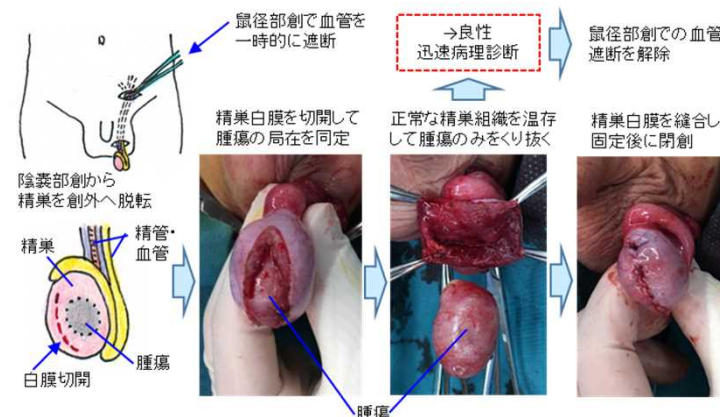 鼠径部創で血管を
一時的に遮断
→良性
迅速病理診断
鼠径部創での血管
遮断を解除
精巣白膜を切開して
腫瘍の局在を同定
正常な精巣組織を温存
して腫瘍のみをくり抜く
精巣白膜を縫合し
固定後に閉創
陰嚢部創から
精巣を創外へ脱転
精巣
精管・
血管
腫瘍
白膜切開
腫瘍